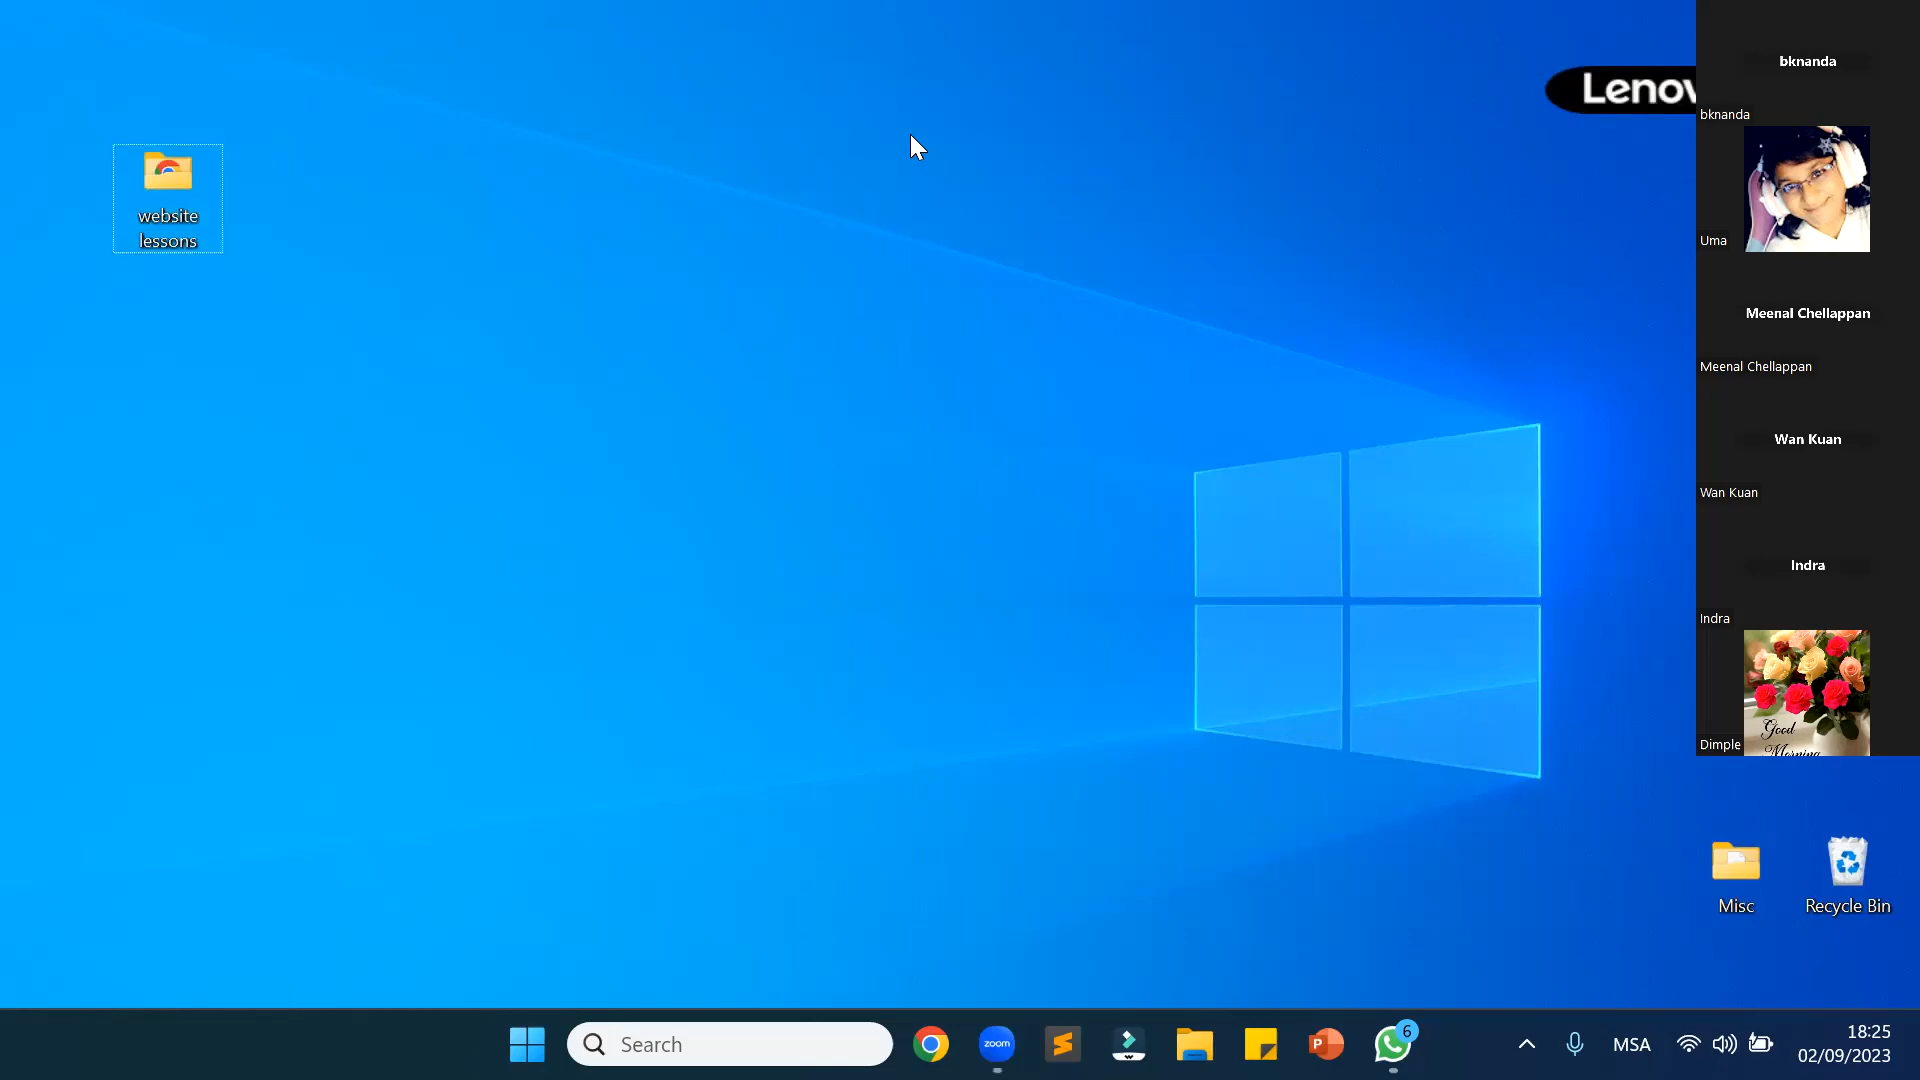 website
lessons
Lenov
bknanda
bknanda
Uma
Meenal Chellappan
Meenal Chellappan
Wan Kuan
Wan Kuan
Indra
Indra
Good
Morning
Dimple
Misc
Recycle Bin
Search
zoom
P
6
MSA
18:25
02/09/2023